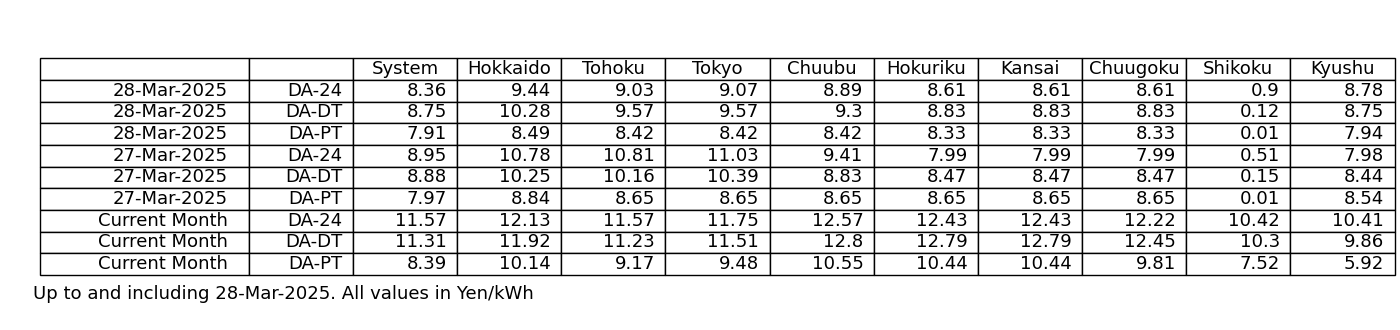 System Hokkaido Tohoku Tokyo Chuubu Hokuriku Kansai Chuugoku Shikoku Kyushu
28-Mar-2025 DA-24 8.36 9.44 9.03 9.07 8.89 8.61 8.61 8.61 0.9 8.78
28-Mar-2025 DA-DT 8.75 10.28 9.57 9.57 9.3 8.83 8.83 8.83 0.12 8.75
28-Mar-2025 DA-PT 7.91 8.49 8.42 8.42 8.42 8.33 8.33 8.33 0.01 7.94
27-Mar-2025 DA-24 8.95 10.78 10.81 11.03 9.41 7.99 7.99 7.99 0.51 7.98
27-Mar-2025 DA-DT 8.88 10.25 10.16 10.39 8.83 8.47 8.47 8.47 0.15 8.44
27-Mar-2025 DA-PT 7.97 8.84 8.65 8.65 8.65 8.65 8.65 8.65 0.01 8.54
Current Month DA-24 11.57 12.13 11.57 11.75 12.57 12.43 12.43 12.22 10.42 10.41
Current Month DA-DT 11.31 11.92 11.23 11.51 12.8 12.79 12.79 12.45 10.3 9.86
Current Month DA-PT 8.39 10.14 9.17 9.48 10.55 10.44 10.44 9.81 7.52 5.92
Up to and including 28-Mar-2025. All values in Yen/kWh